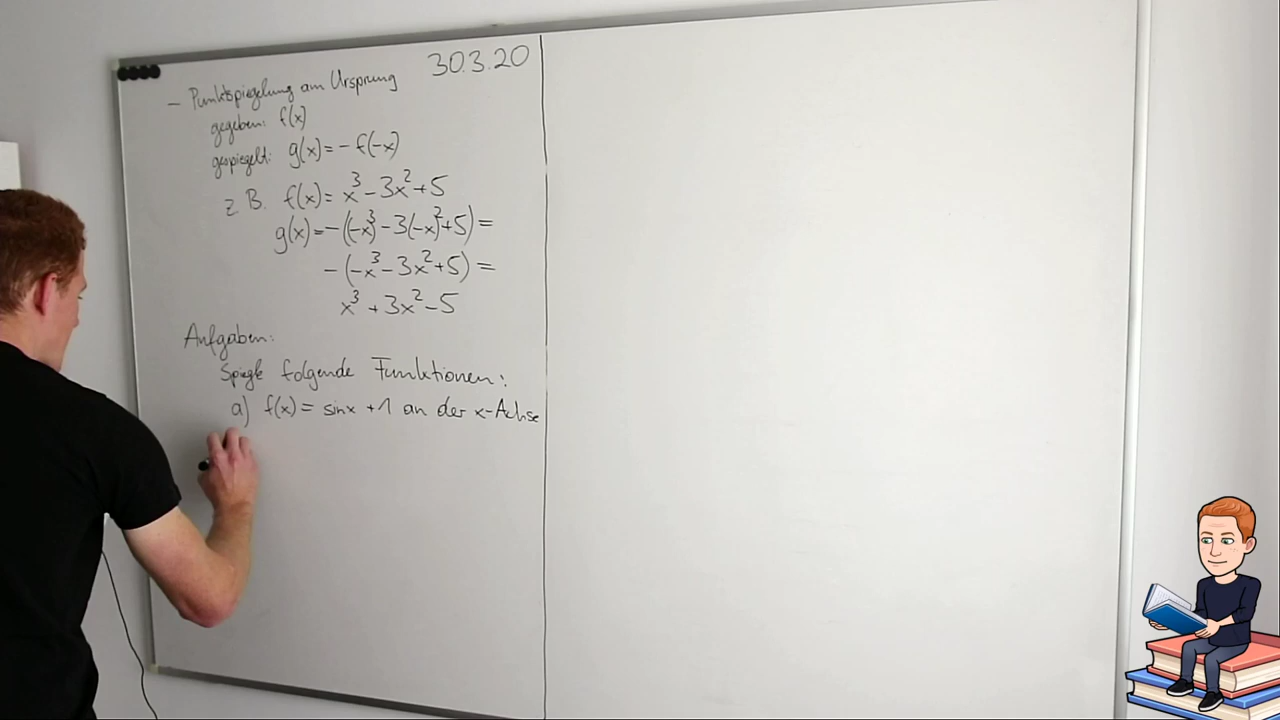 30.3.20
– Punktspiegelung am Ursprung
gegeben: f(x)
gespiegelt: g(x) = - f(-x)
z. B. f(x) = x³ - 3x² + 5
g(x) = -((-x)³ - 3(-x)² + 5) =
-(-x³ - 3x² + 5) =
x³ + 3x² - 5
Aufgaben:
Spiegle folgende Funktionen:
a) f(x) = sinx + 1 an der x-Achse